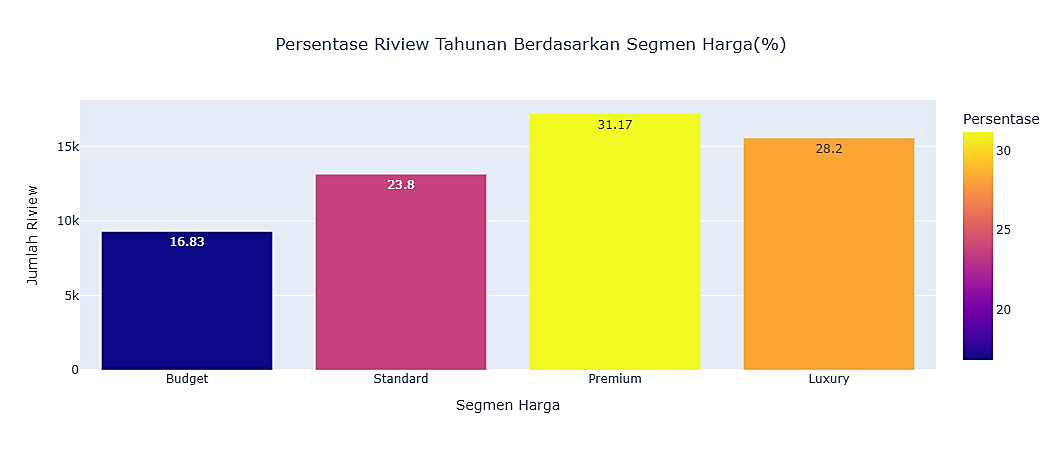 Persentase Riview Tahunan Berdasarkan Segmen Harga(%)
Persentase
31.17
28.2
23.8
16.83
15k
10k
5k
0
30
25
20
Jumlah Riview
Budget
Standard
Premium
Luxury
Segmen Harga